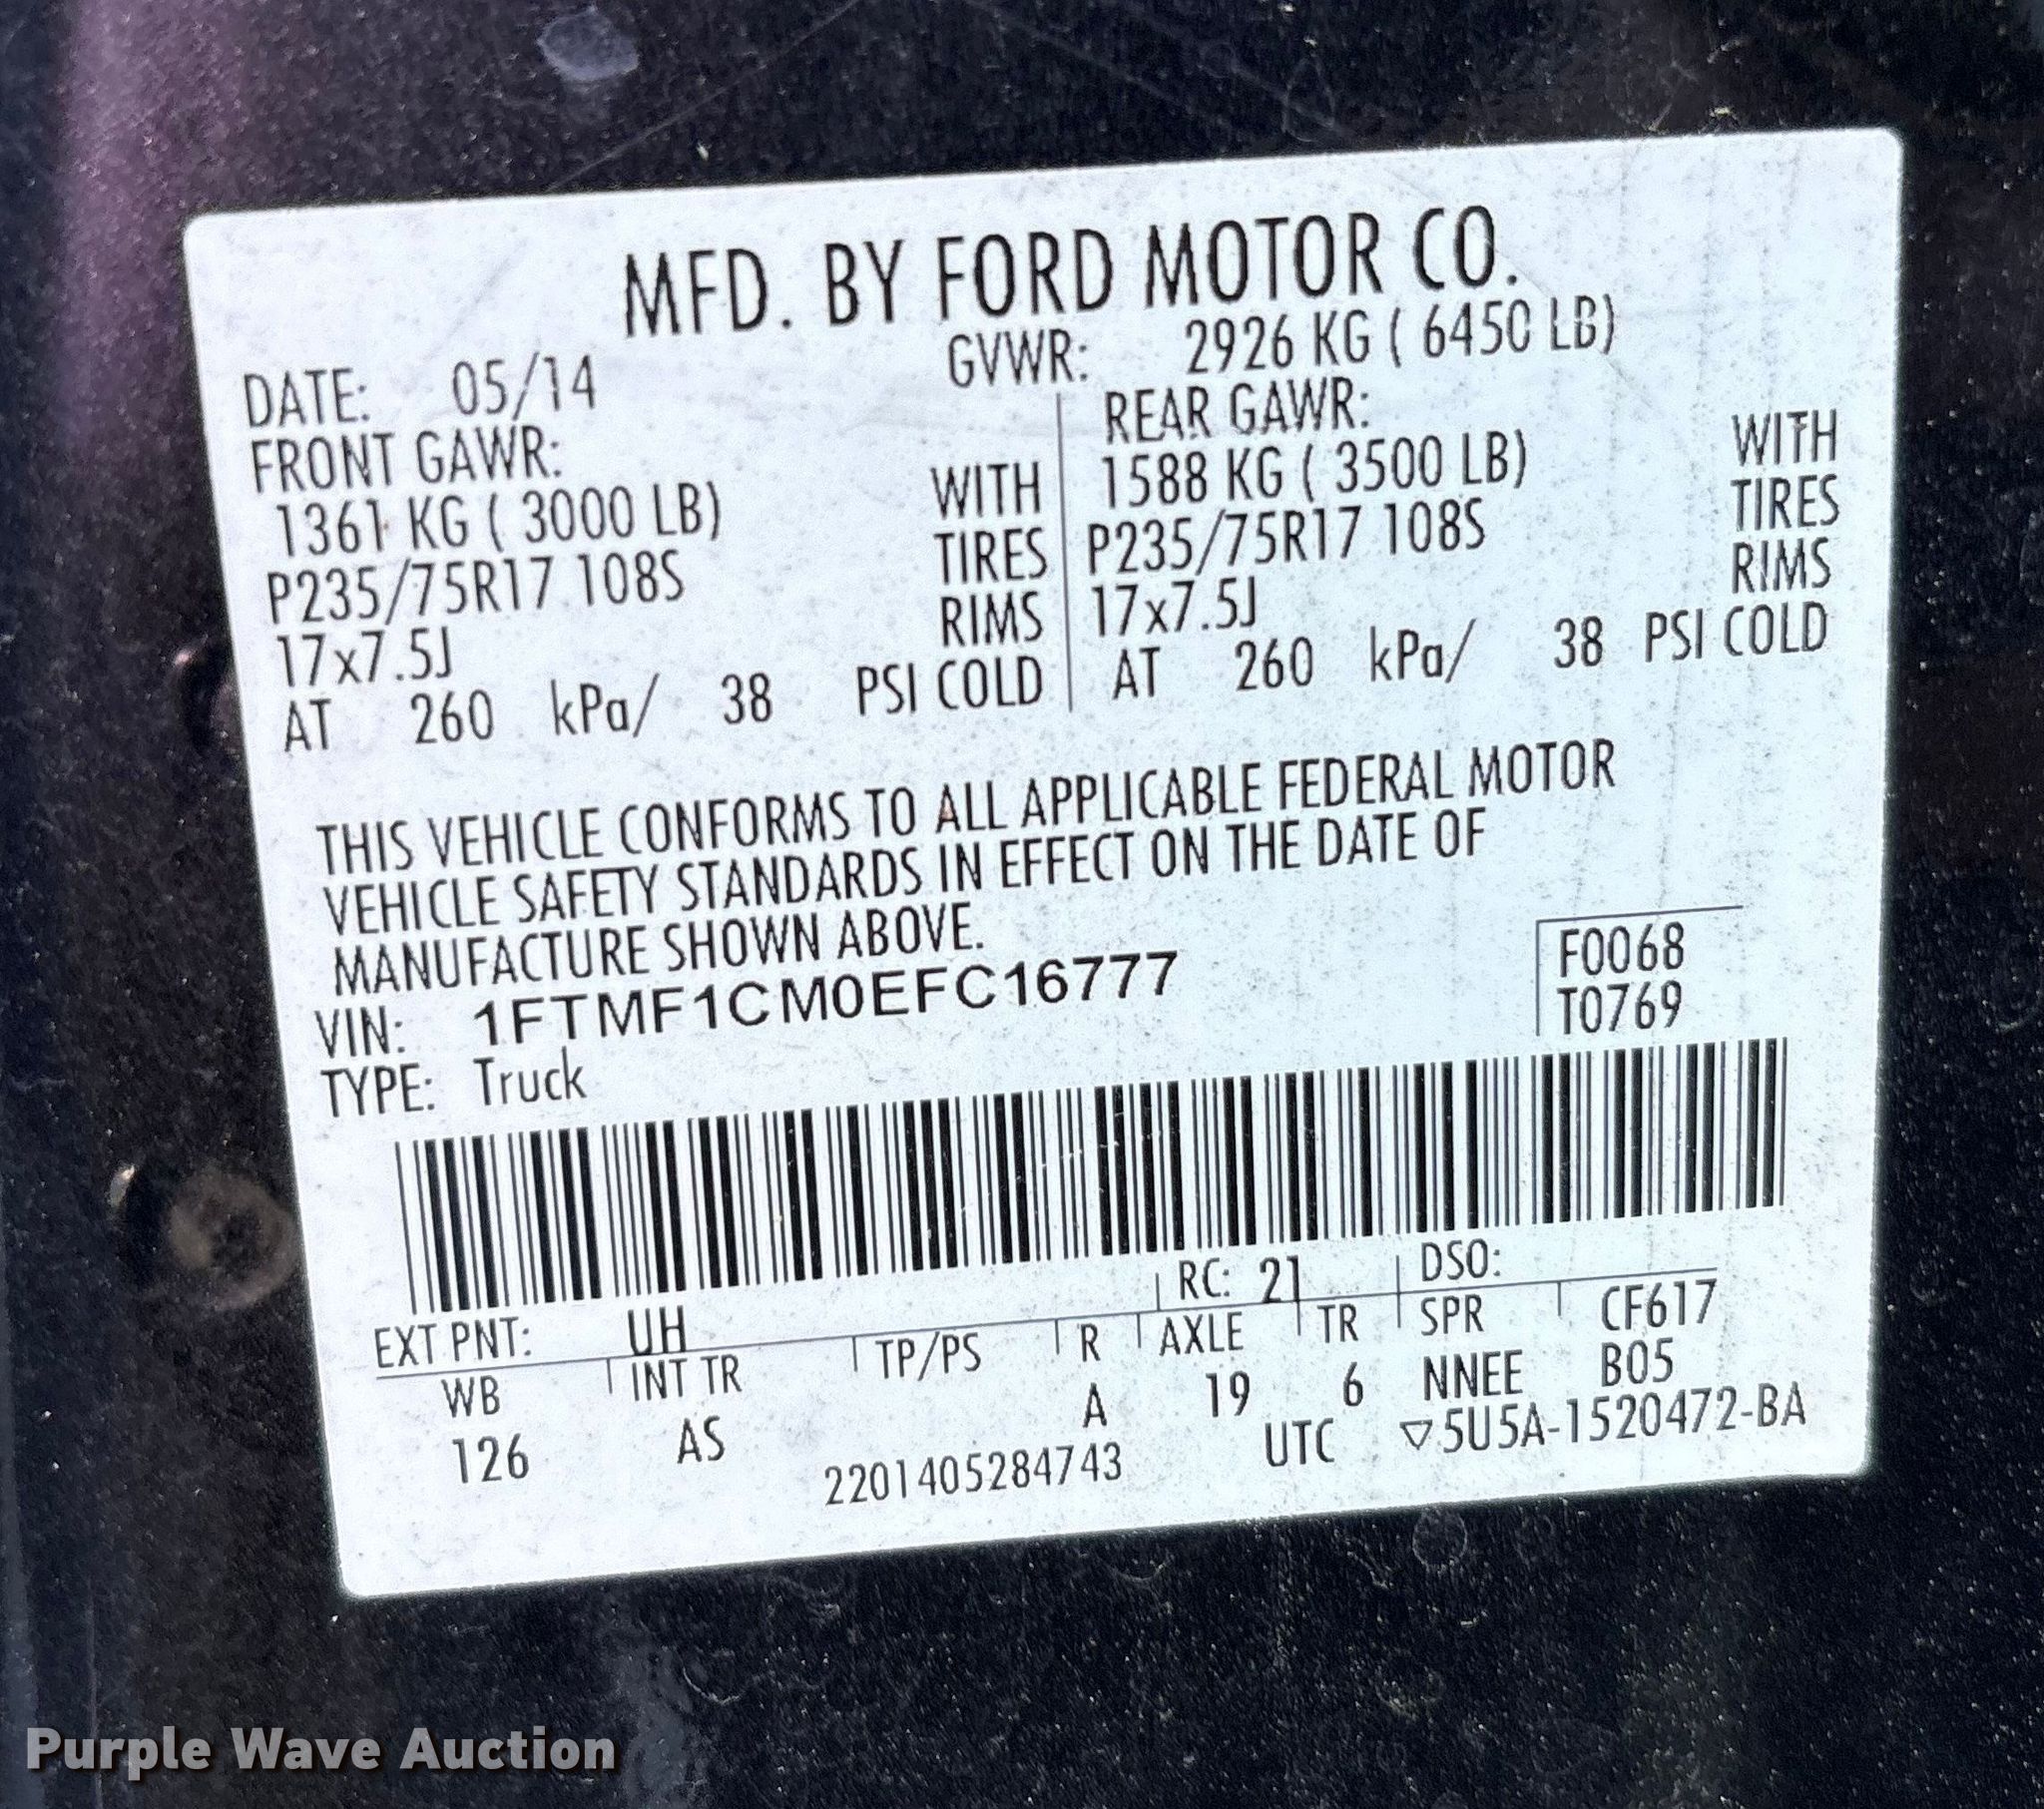 MFD. BY FORD MOTOR CO.
DATE: 05/14 GVWR: 2926 KG ( 6450 LB)
FRONT GAWR: REAR GAWR:
1361 KG ( 3000 LB) WITH 1588 KG ( 3500 LB) WITH
P235/75R17 108S TIRES P235/75R17 108S TIRES
17x7.5J RIMS 17x7.5J RIMS
AT 260 kPa/ 38 PSI COLD AT 260 kPa/ 38 PSI COLD
THIS VEHICLE CONFORMS TO ALL APPLICABLE FEDERAL MOTOR
VEHICLE SAFETY STANDARDS IN EFFECT ON THE DATE OF
MANUFACTURE SHOWN ABOVE.
VIN: 1FTMF1CM0EFC16777 F0068
TYPE: Truck T0769
EXT PNT: UH RC: 21 DSO:
WB INT TR TP/PS R AXLE TR SPR CF617
126 AS A 19 6 NNEE B05
2201405284743 UTC ▽5U5A-1520472-BA
Purple Wave Auction